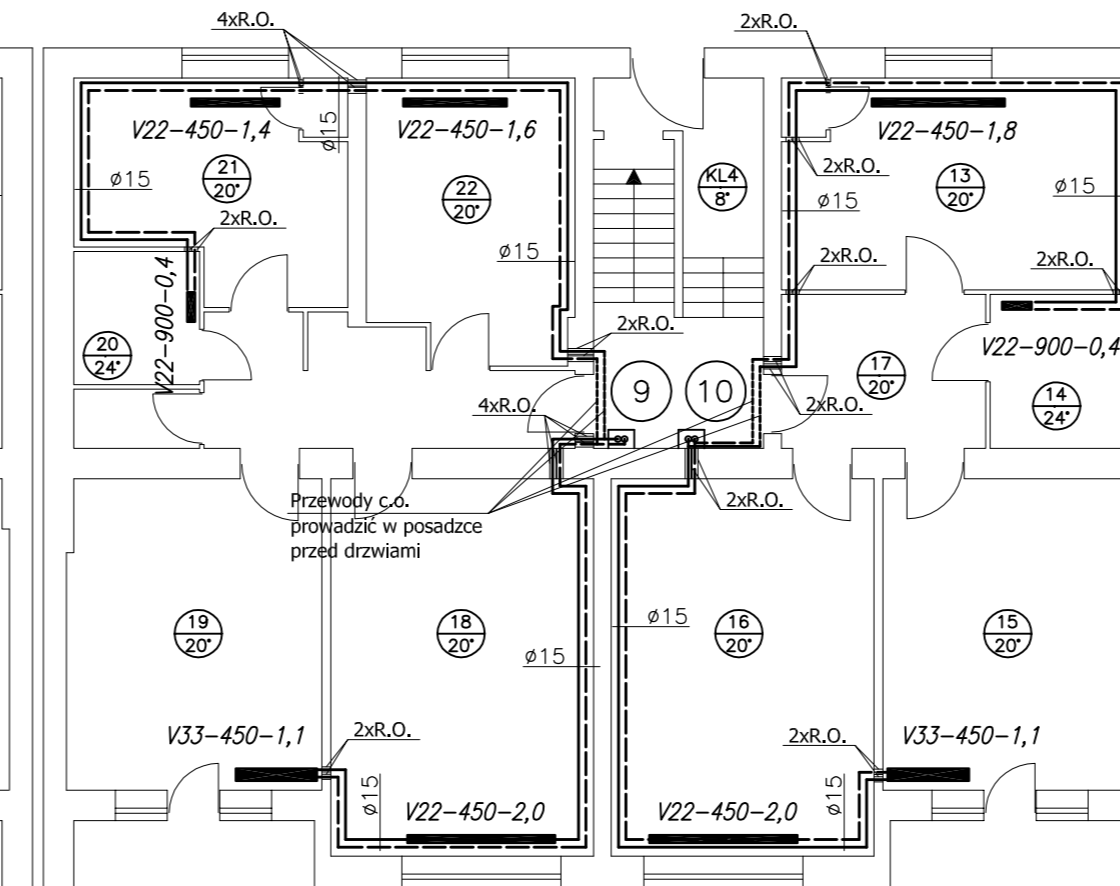 4xR.O.
2xR.O.
V22-450-1,4
ø15
V22-450-1,6
V22-450-1,8
21
20°
ø15
22
20°
KL4
8°
2xR.O.
13
20°
ø15
ø15
2xR.O.
ø15
2xR.O.
2xR.O.
V22-900-0,4
20
24°
2xR.O.
V22-900-0,4
17
20°
9
10
14
24°
4xR.O.
2xR.O.
Przewody c.o.
prowadzić w posadzce
przed drzwiami
2xR.O.
19
20°
18
20°
ø15
ø15
16
20°
15
20°
V33-450-1,1
2xR.O.
2xR.O.
V33-450-1,1
ø15
V22-450-2,0
V22-450-2,0
ø15